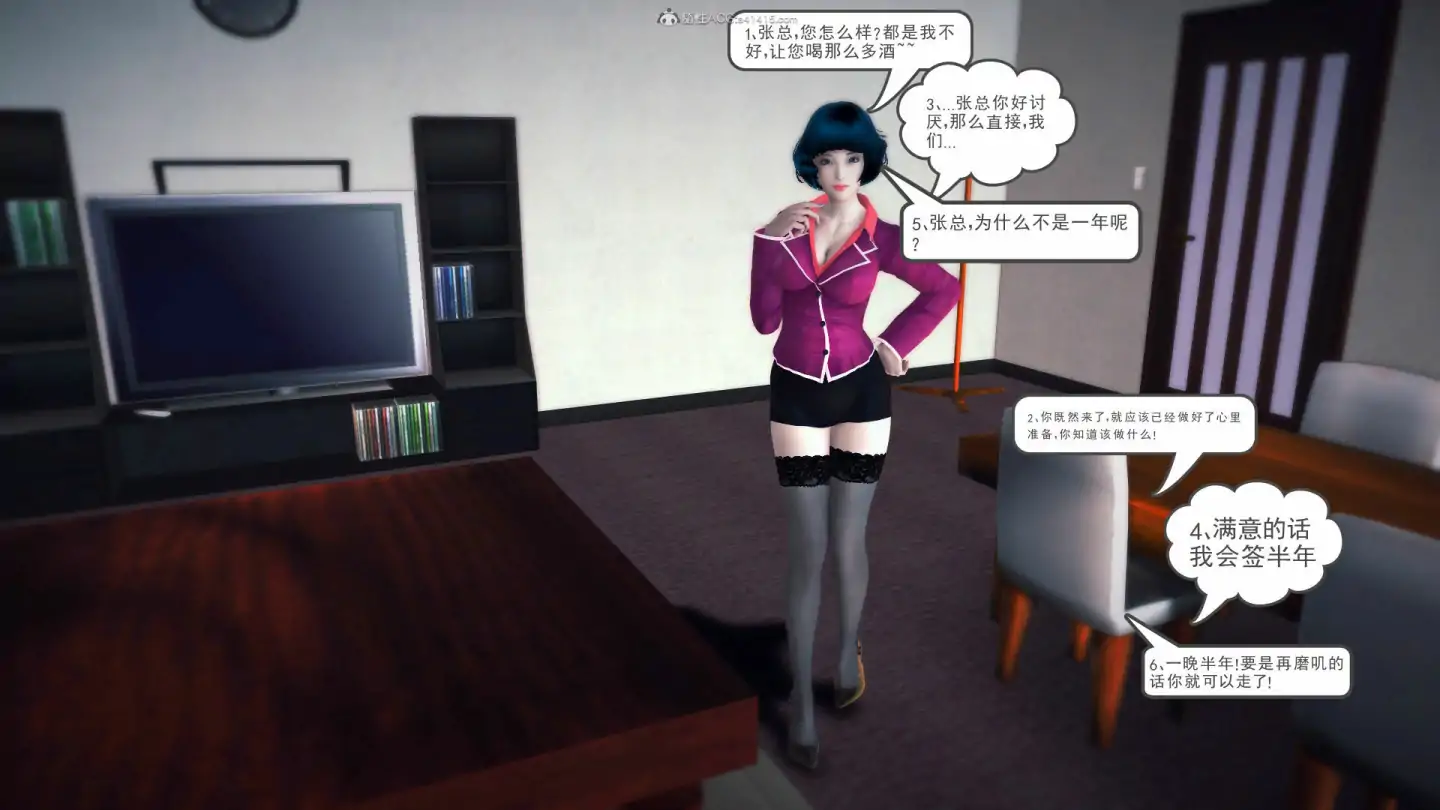 1、张总,您怎么样?都是我不
好,让您喝那么多酒~~
2、你既然来了,就应该已经做好了心里
准备,你知道该做什么!
3、...张总你好讨
厌,那么直接,我
们...
4、满意的话
我会签半年
5、张总,为什么不是一年呢
?
6、一晚半年!要是再磨叽的
话你就可以走了!